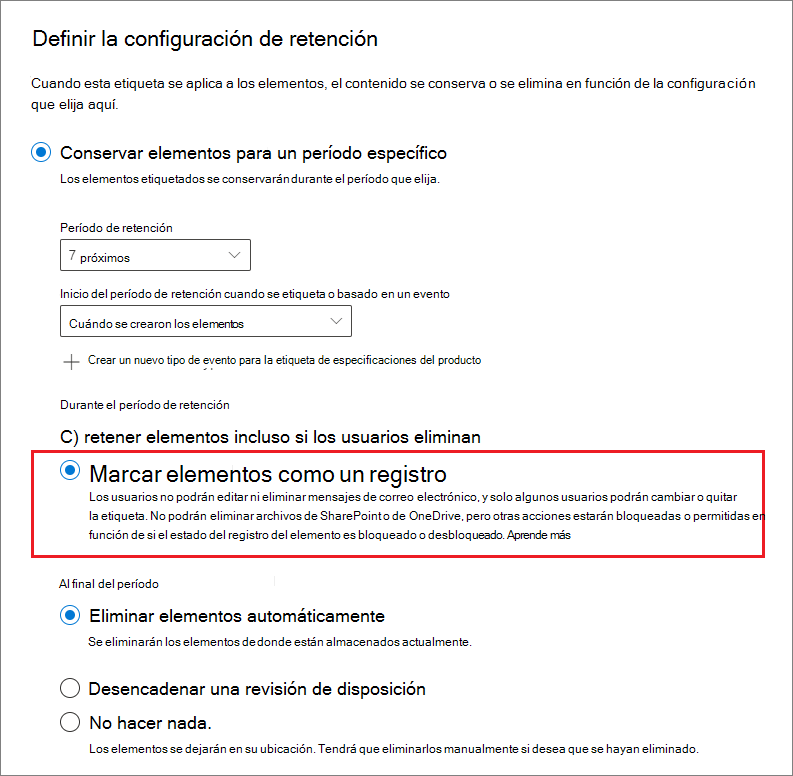 Definir la configuración de retención
Cuando esta etiqueta se aplica a los elementos, el contenido se conserva o se elimina en función de la configuración
que elija aquí.
Conservar elementos para un período específico
Los elementos etiquetados se conservarán durante el período que elija.
Período de retención
7 próximos
Inicio del período de retención cuando se etiqueta o basado en un evento
Cuándo se crearon los elementos
Crear un nuevo tipo de evento para la etiqueta de especificaciones del producto
Durante el período de retención
C) retener elementos incluso si los usuarios eliminan
Marcar elementos como un registro
Los usuarios no podrán editar ni eliminar mensajes de correo electrónico, y solo algunos usuarios podrán cambiar o quitar
la etiqueta. No podrán eliminar archivos de SharePoint o de OneDrive, pero otras acciones estarán bloqueadas o permitidas en
función de si el estado del registro del elemento es bloqueado o desbloqueado. Aprende más
Al final del período
Eliminar elementos automáticamente
Se eliminarán los elementos de donde están almacenados actualmente.
Desencadenar una revisión de disposición
No hacer nada.
Los elementos se dejarán en su ubicación. Tendrá que eliminarlos manualmente si desea que se hayan eliminado.